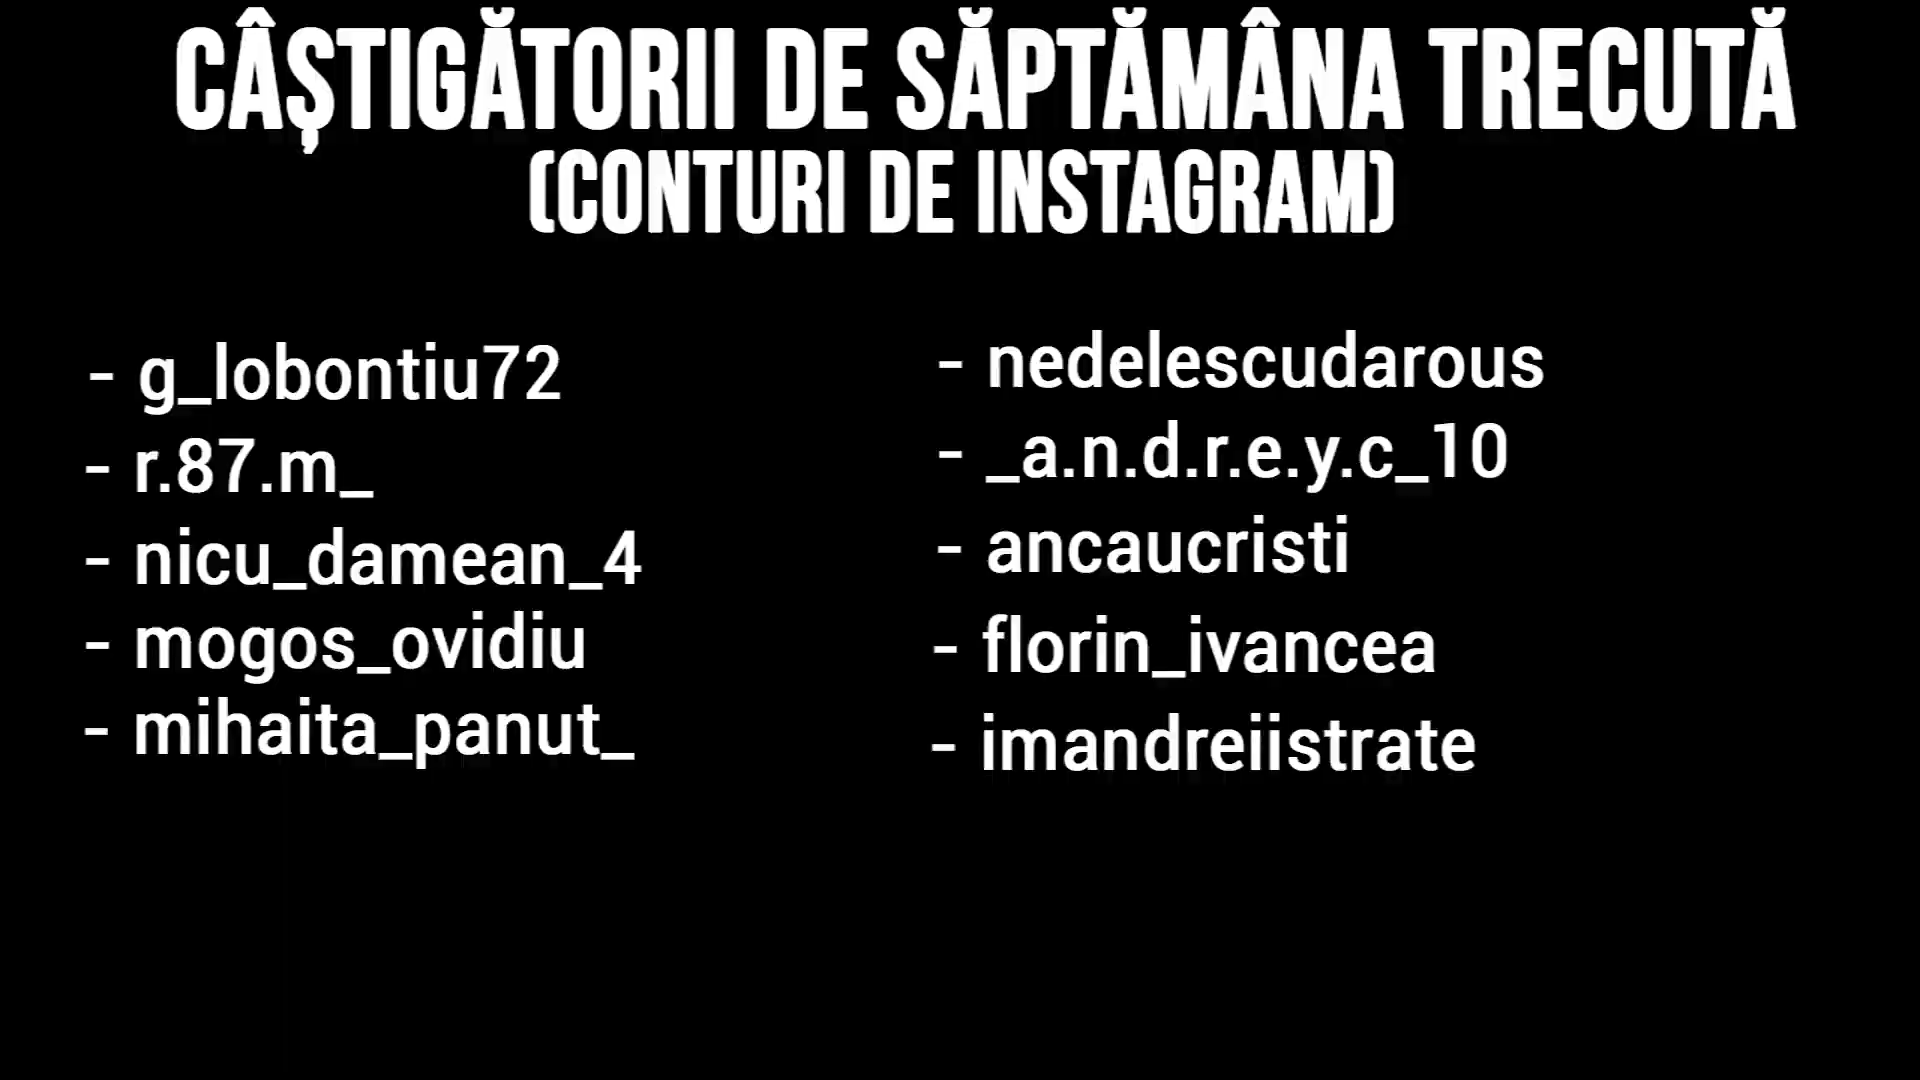 CÂȘTIGĂTORII DE SĂPTĂMÂNA TRECUTĂ
(CONTURI DE INSTAGRAM)
- g_lobontiu72
- r.87.m_
- nicu_damean_4
- mogos_ovidiu
- mihaita_panut_
- nedelescudarous
- _a.n.d.r.e.y.c_10
- ancaucristi
- florin_ivancea
- imandreiistrate